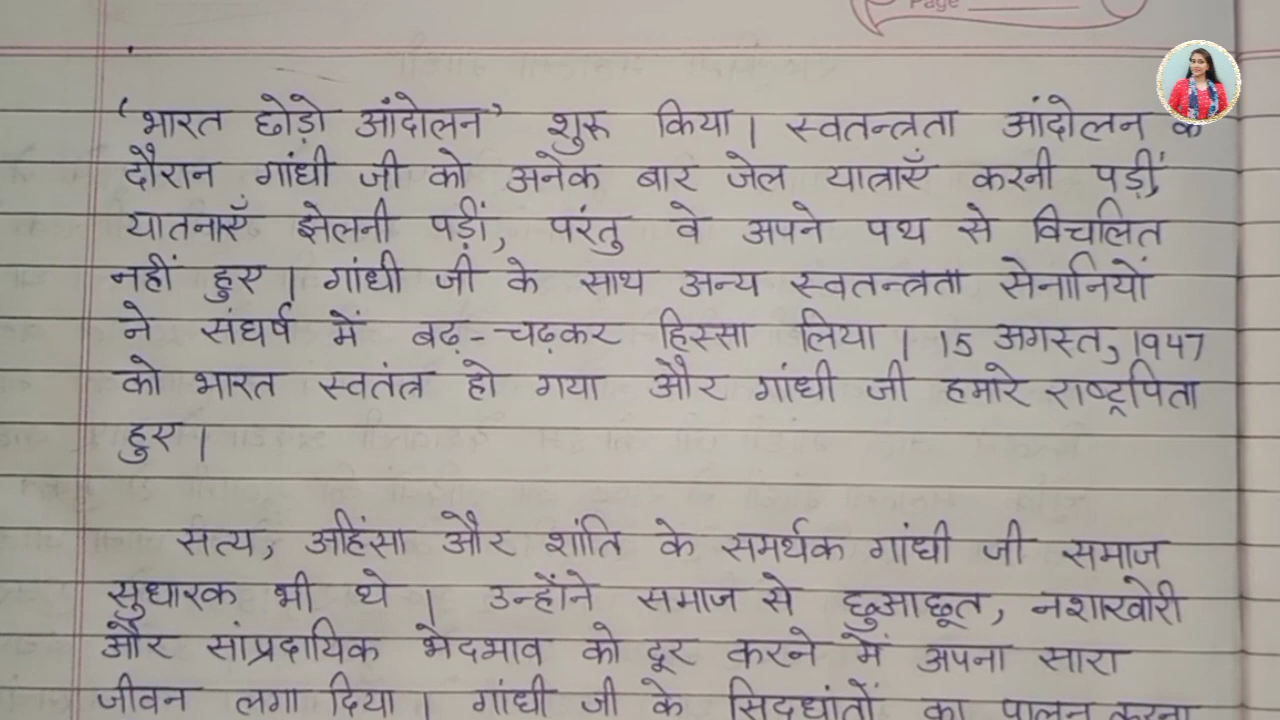 Page
'भारत छोड़ो आंदोलन' शुरू किया। स्वतन्त्रता आंदोलन के
दौरान गांधी जी को अनेक बार जेल यात्राएँ करनी पड़ीं,
यातनाएँ झेलनी पड़ीं, परंतु वे अपने पथ से विचलित
नहीं हुए। गांधी जी के साथ अन्य स्वतन्त्रता सेनानियों
ने संघर्ष में बढ़-चढ़कर हिस्सा लिया। 15 अगस्त, 1947
को भारत स्वतंत्र हो गया और गांधी जी हमारे राष्ट्रपिता
हुए।
सत्य, अहिंसा और शांति के समर्थक गांधी जी समाज
सुधारक भी थे। उन्होंने समाज से छुआछूत, नशाखोरी
और सांप्रदायिक भेदभाव को दूर करने में अपना सारा
जीवन लगा दिया। गांधी जी के सिद्धांतों का पालन करना